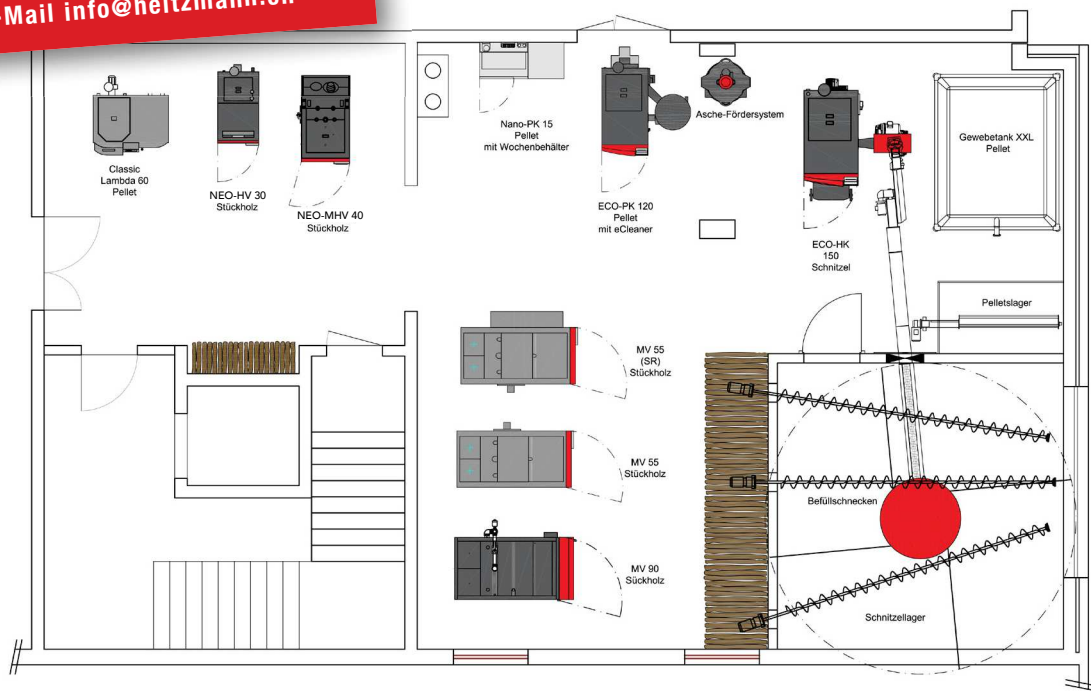 -Mail info@heitzmann.ch
Classic
Lambda 60
Pellet
NEO-HV 30
Stückholz
NEO-MHV 40
Stückholz
Nano-PK 15
Pellet
mit Wochenbehälter
ECO-PK 120
Pellet
mit eCleaner
Asche-Fördersystem
ECO-HK
150
Schnitzel
Gewebetank XXL
Pellet
Pelletslager
MV 55
(SR)
Stückholz
MV 55
Stückholz
MV 90
Sückholz
Befüllschnecken
Schnitzellager